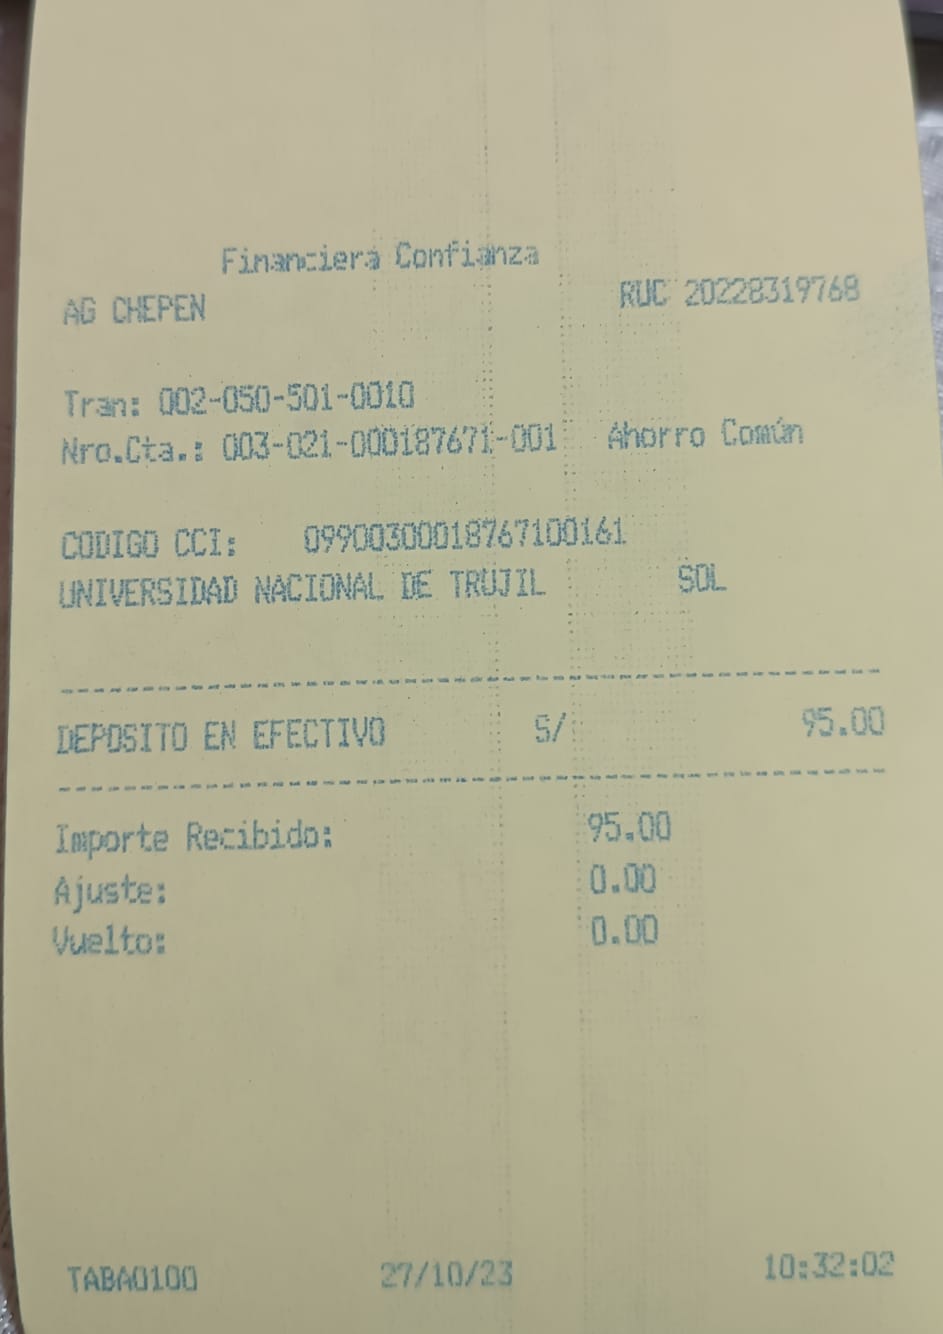 Financiera Confianza
AG CHEPEN RUC 20228319768
Tran: 002-050-501-0010
Nro.Cta.: 003-021-000187671-001 Ahorro Común
CODIGO CCI: 09900300018767100161
UNIVERSIDAD NACIONAL DE TRUJIL SOL
DEPOSITO EN EFECTIVO S/ 95.00
Importe Recibido: 95.00
Ajuste: 0.00
Vuelto: 0.00
TABA0100 27/10/23 10:32:02